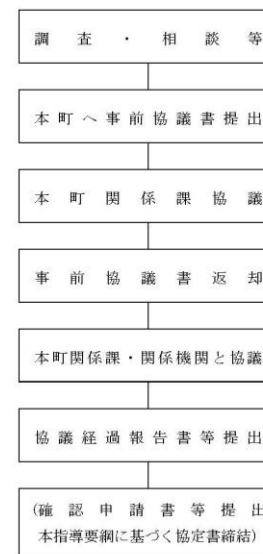 調査・相談等
本町へ事前協議書提出
本町関係課協議
事前協議書返却
本町関係課・関係機関と協議
協議経過報告書等提出
(確認申請書等提出
本指導要綱に基づく協定書締結)